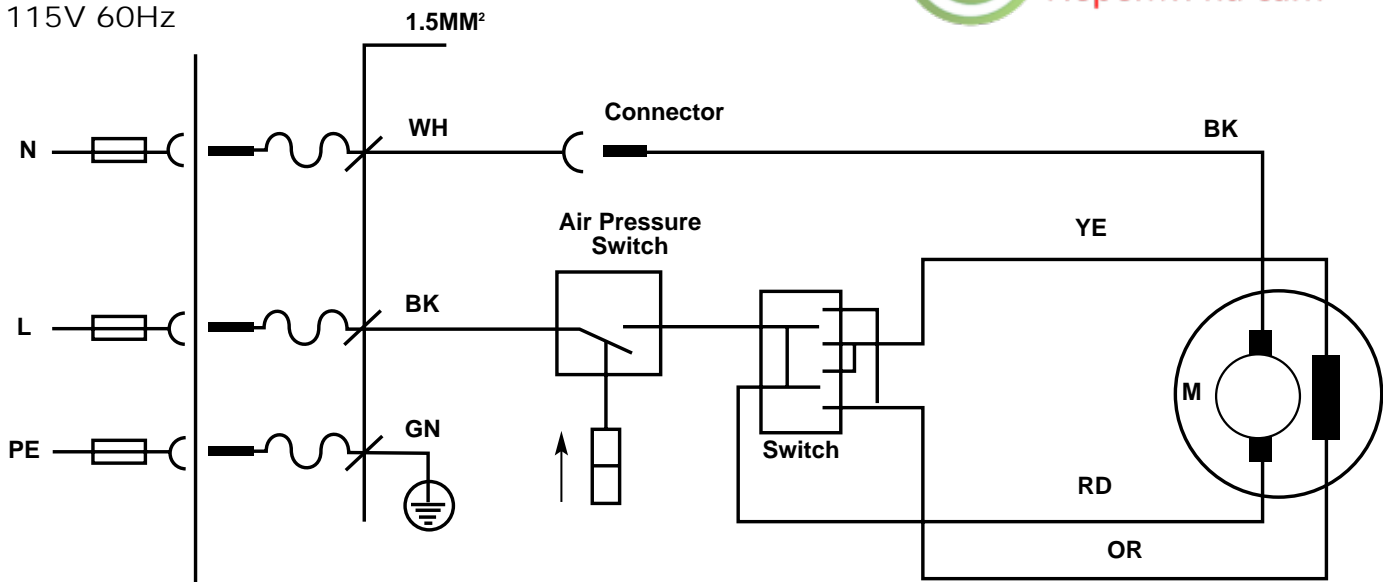 115V 60Hz
1.5MM²
N
WH
Connector
BK
Air Pressure
Switch
YE
L
BK
M
PE
GN
Switch
RD
OR